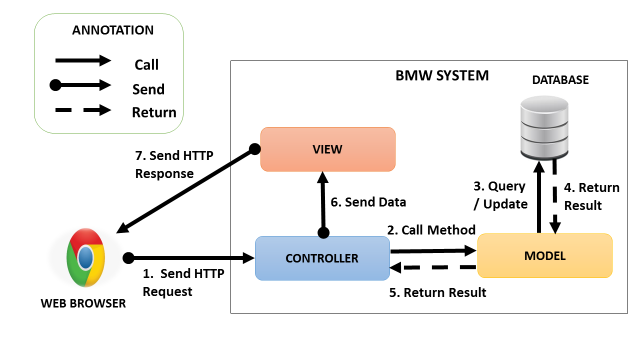 ANNOTATION
Call
Send
Return
BMW SYSTEM
DATABASE
7. Send HTTP
Response
VIEW
3. Query
/ Update
4. Return
Result
6. Send Data
2. Call Method
CONTROLLER
MODEL
1. Send HTTP
Request
5. Return Result
WEB BROWSER